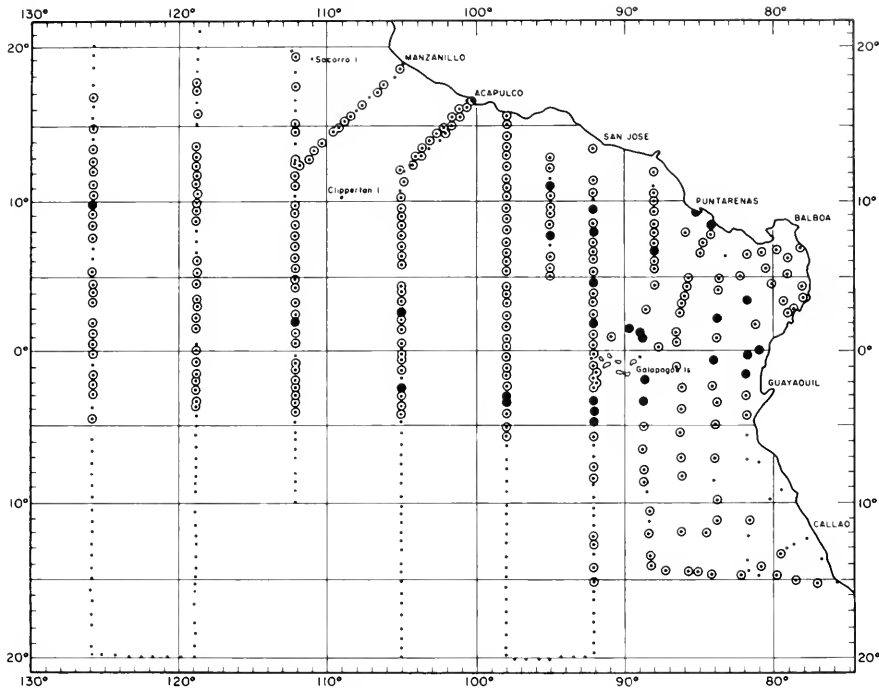 130° 120° 110° 100° 90° 80°
20° 20°
Socorro I
MANZANILLO
ACAPULCO
SAN JOSE
10° 10°
Clipperton I
PUNTARENAS
BALBOA
0° 0°
Galapagos Is
GUAYAQUIL
10° 10°
CALLAO
20° 20°
130° 120° 110° 100° 90° 80°